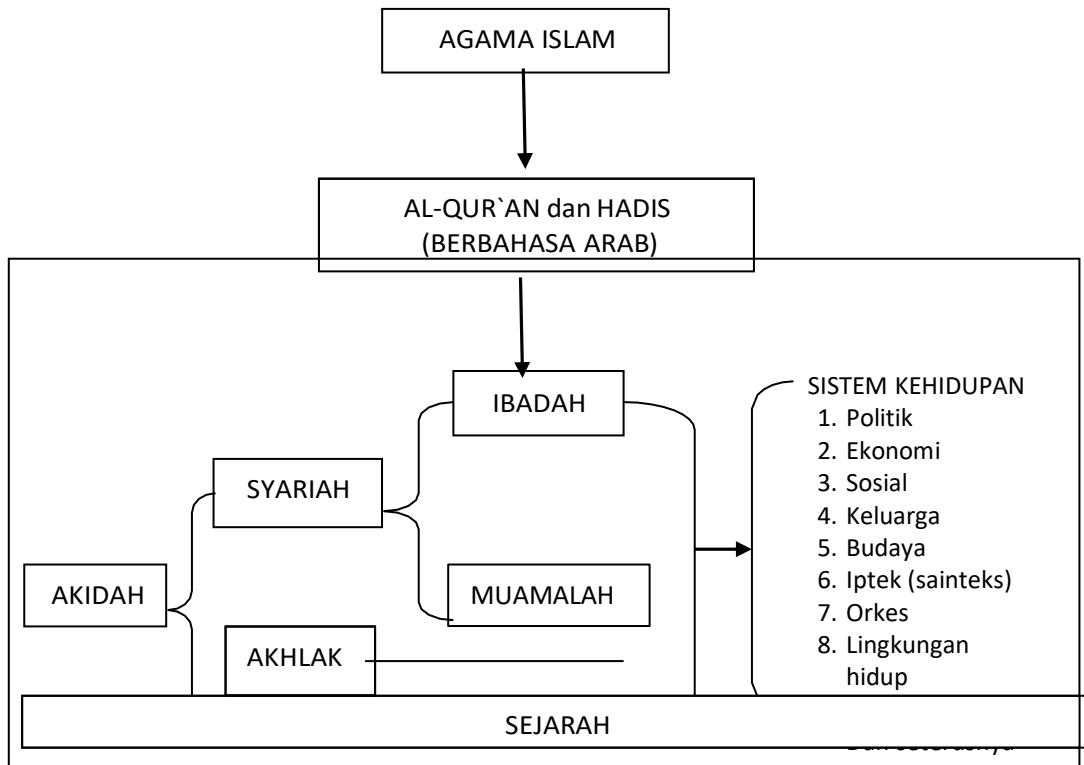 AGAMA ISLAM
AL-QUR`AN dan HADIS
(BERBAHASA ARAB)
IBADAH
SYARIAH
AKIDAH
MUAMALAH
AKHLAK
SISTEM KEHIDUPAN
1. Politik
2. Ekonomi
3. Sosial
4. Keluarga
5. Budaya
6. Iptek (sainteks)
7. Orkes
8. Lingkungan
hidup
SEJARAH